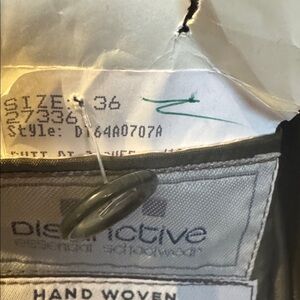 SIZE: 36
27336
Style: D164A0707A
Distinctive
essential schoolwear
HAND WOVEN